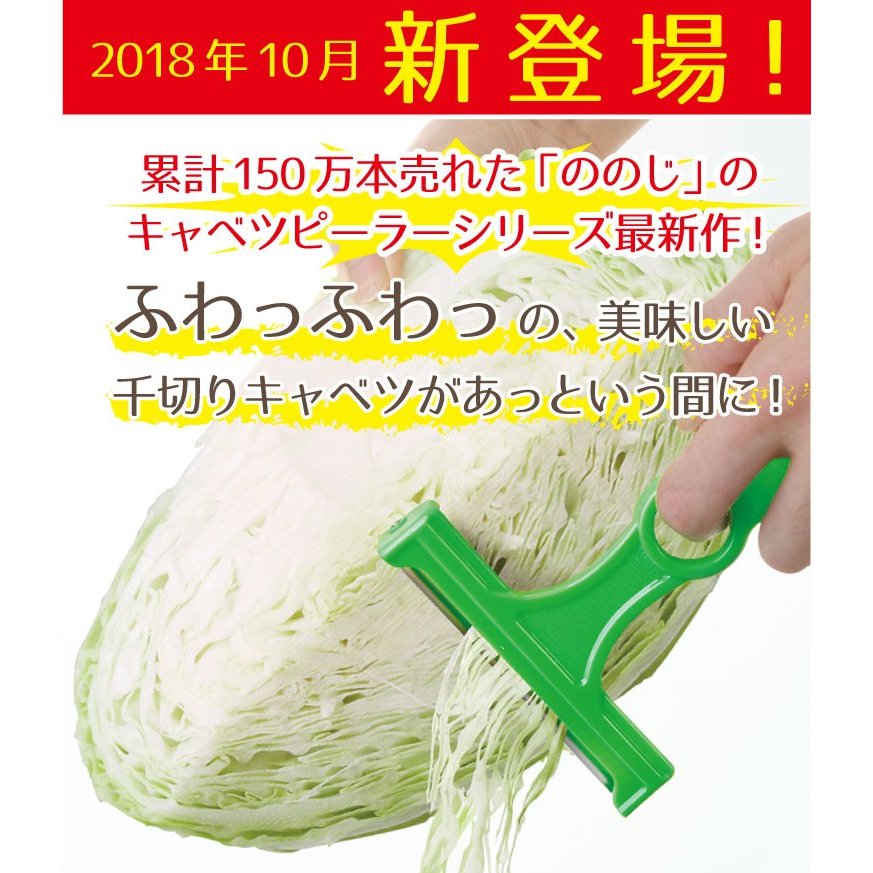 2018年10月 新登場!
累計150万本売れた「ののじ」の
キャベツピーラーシリーズ最新作!
ふわっふわっの、美味しい
千切りキャベツがあっという間に!